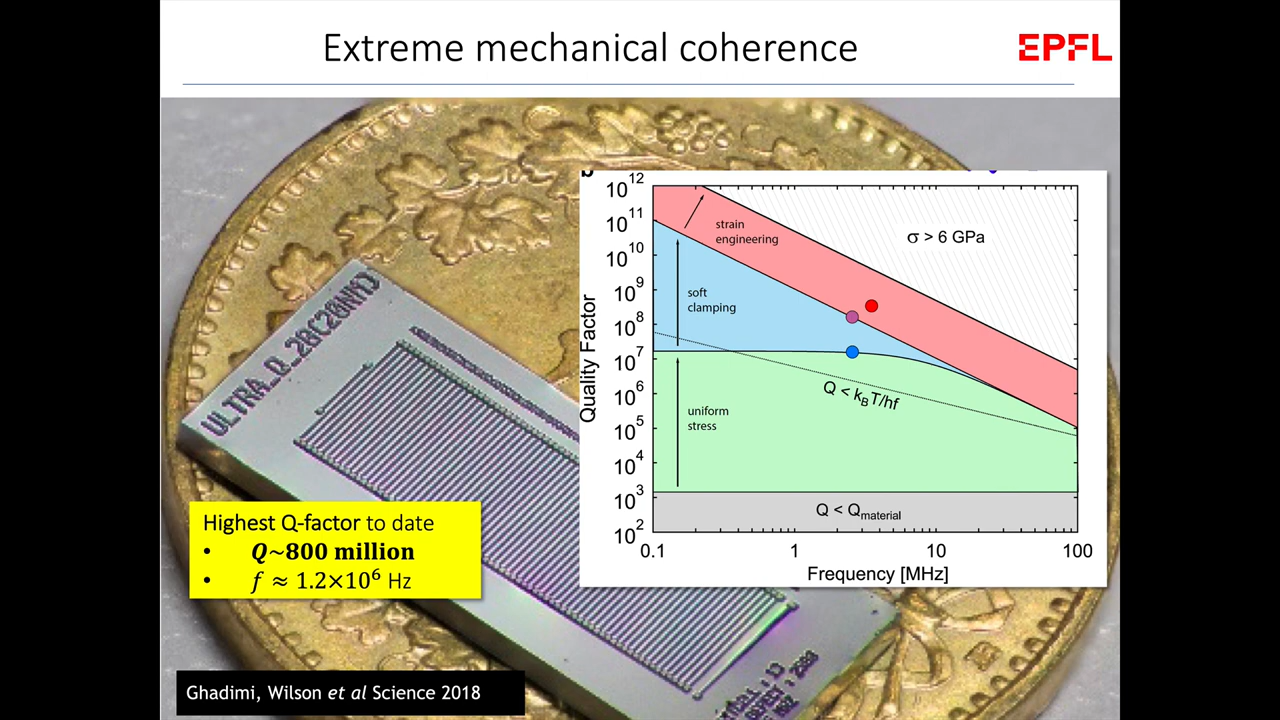 Extreme mechanical coherence
EPFL
ULTRA_Q_2(
10¹²
10¹¹
10¹⁰
10⁹
10⁸
10⁷
10⁶
10⁵
10⁴
10³
10²
Quality Factor
strain
engineering
σ > 6 GPa
soft
clamping
Q < k_BT/hf
uniform
stress
Q < Q_material
0.1
1
10
100
Frequency [MHz]
Highest Q-factor to date
• Q~800 million
• f ≈ 1.2×10⁶ Hz
Ghadimi, Wilson et al Science 2018